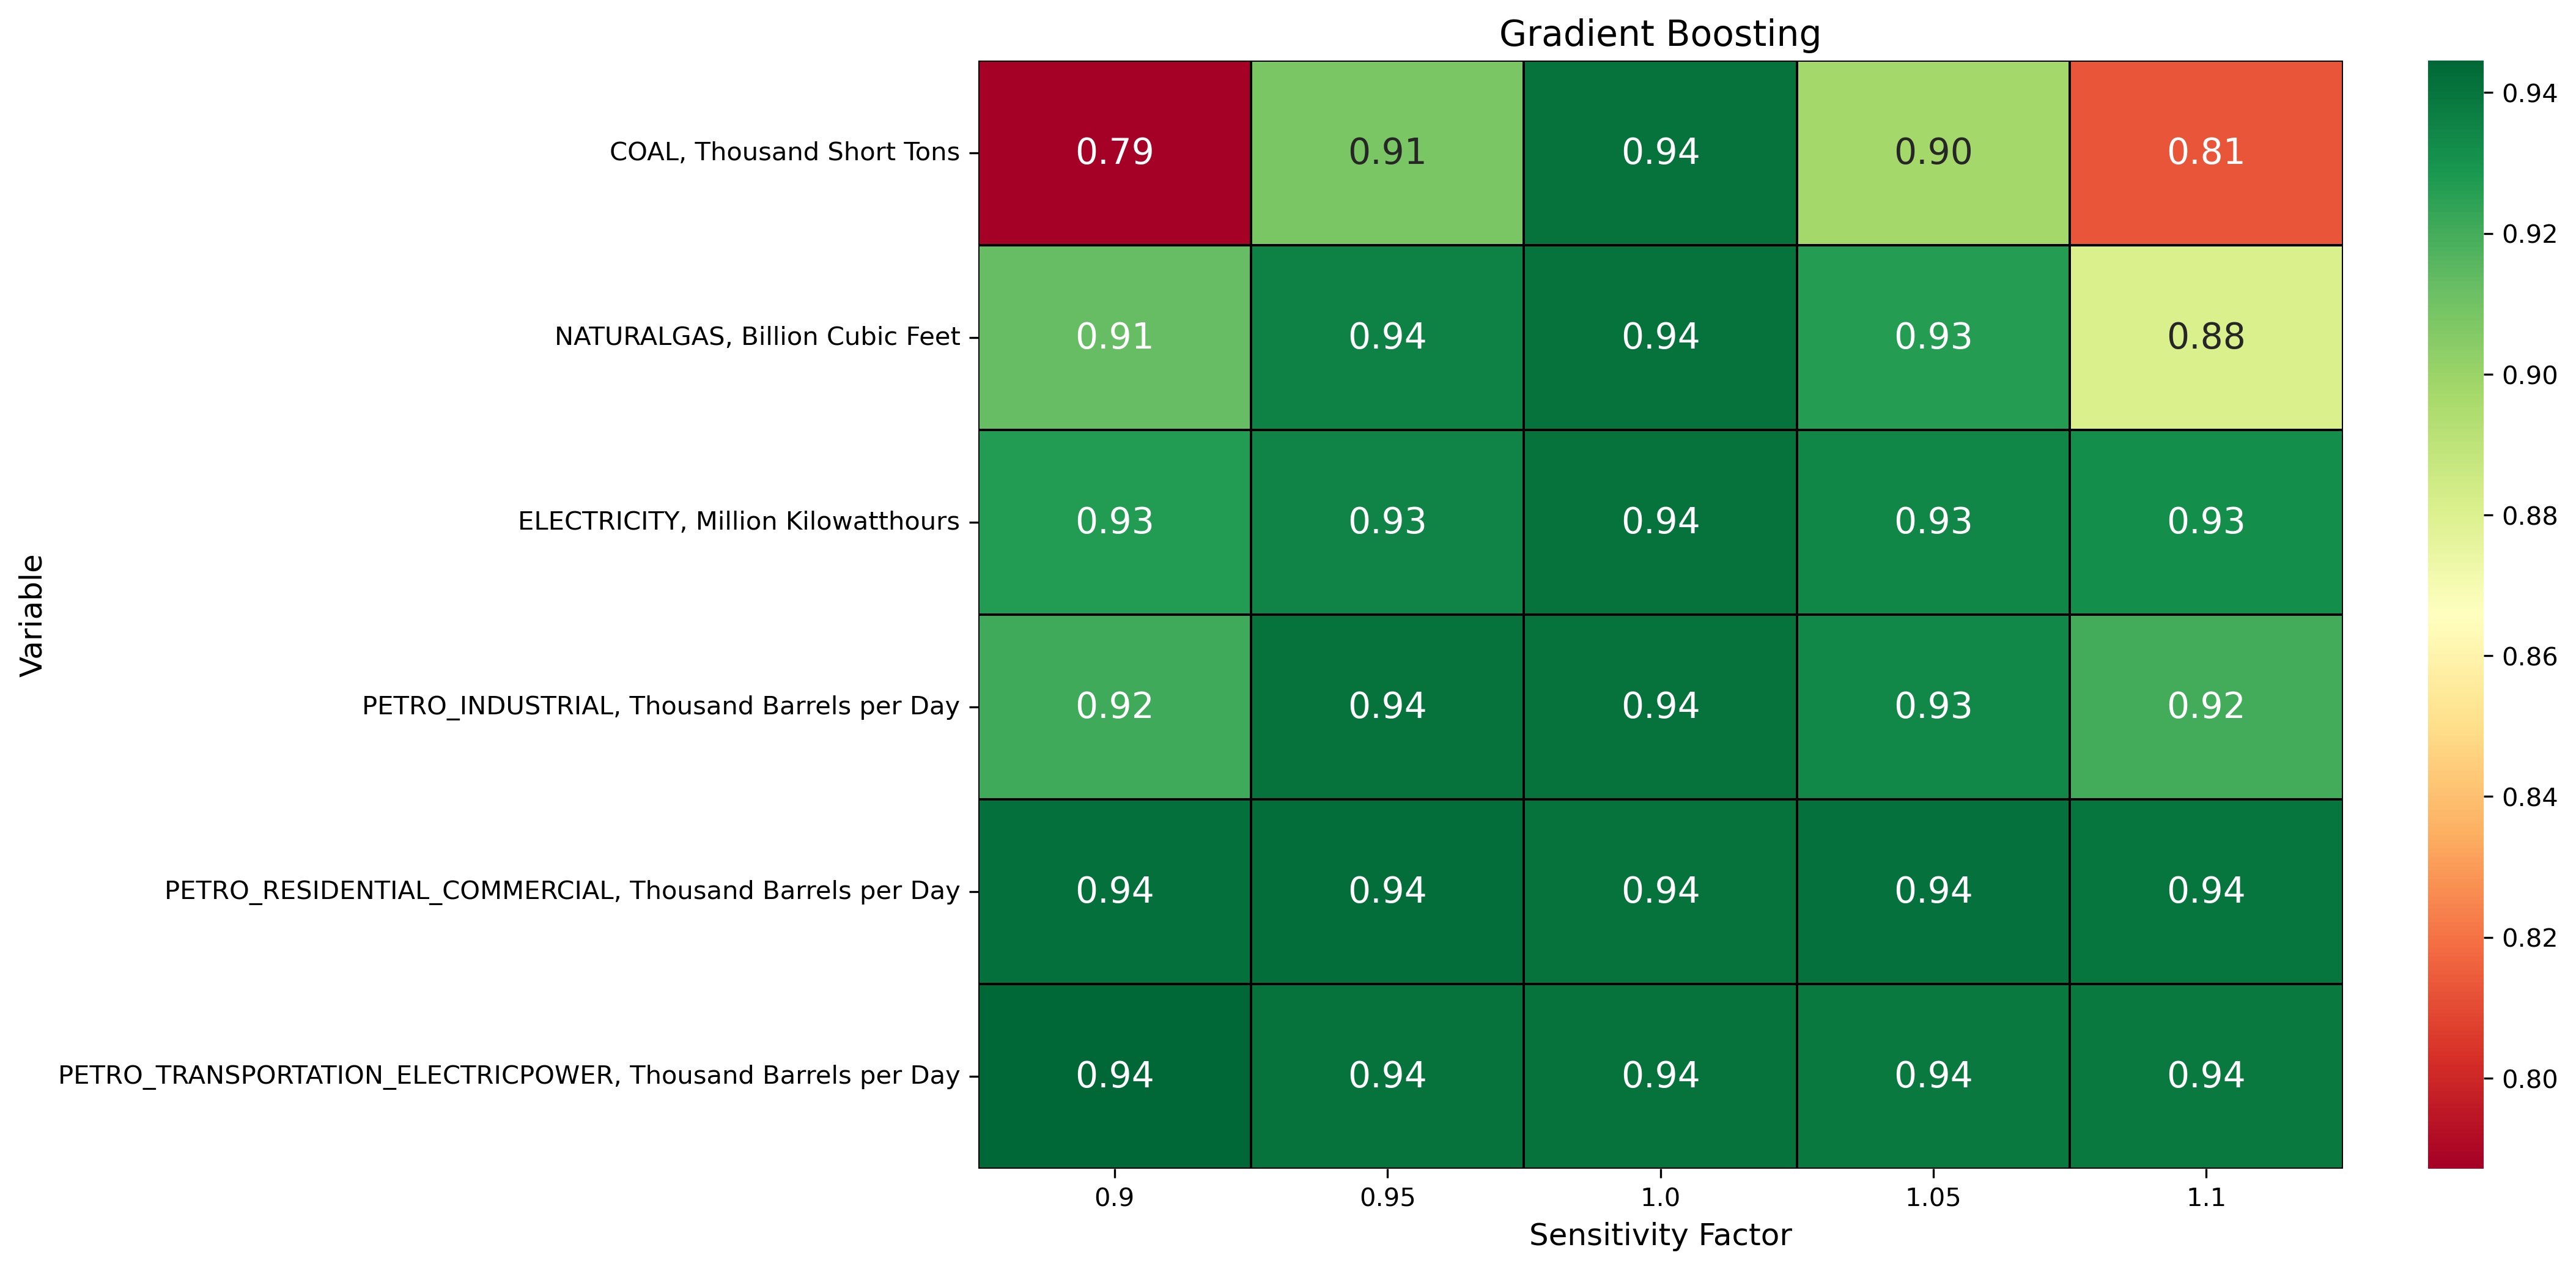 Gradient Boosting
COAL, Thousand Short Tons
0.79 0.91 0.94 0.90 0.81
NATURALGAS, Billion Cubic Feet
0.91 0.94 0.94 0.93 0.88
ELECTRICITY, Million Kilowatthours
0.93 0.93 0.94 0.93 0.93
PETRO_INDUSTRIAL, Thousand Barrels per Day
0.92 0.94 0.94 0.93 0.92
PETRO_RESIDENTIAL_COMMERCIAL, Thousand Barrels per Day
0.94 0.94 0.94 0.94 0.94
PETRO_TRANSPORTATION_ELECTRICPOWER, Thousand Barrels per Day
0.94 0.94 0.94 0.94 0.94
Variable
0.9 0.95 1.0 1.05 1.1
Sensitivity Factor
0.94
0.92
0.90
0.88
0.86
0.84
0.82
0.80